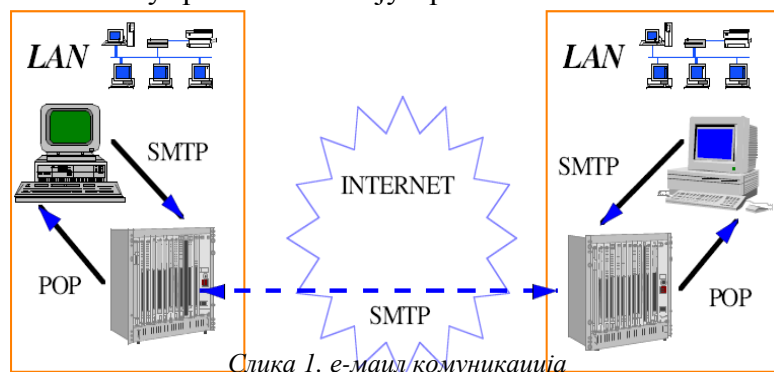 LAN
LAN
SMTP
SMTP
INTERNET
POP
POP
SMTP
Слика 1. е-маил комуникација